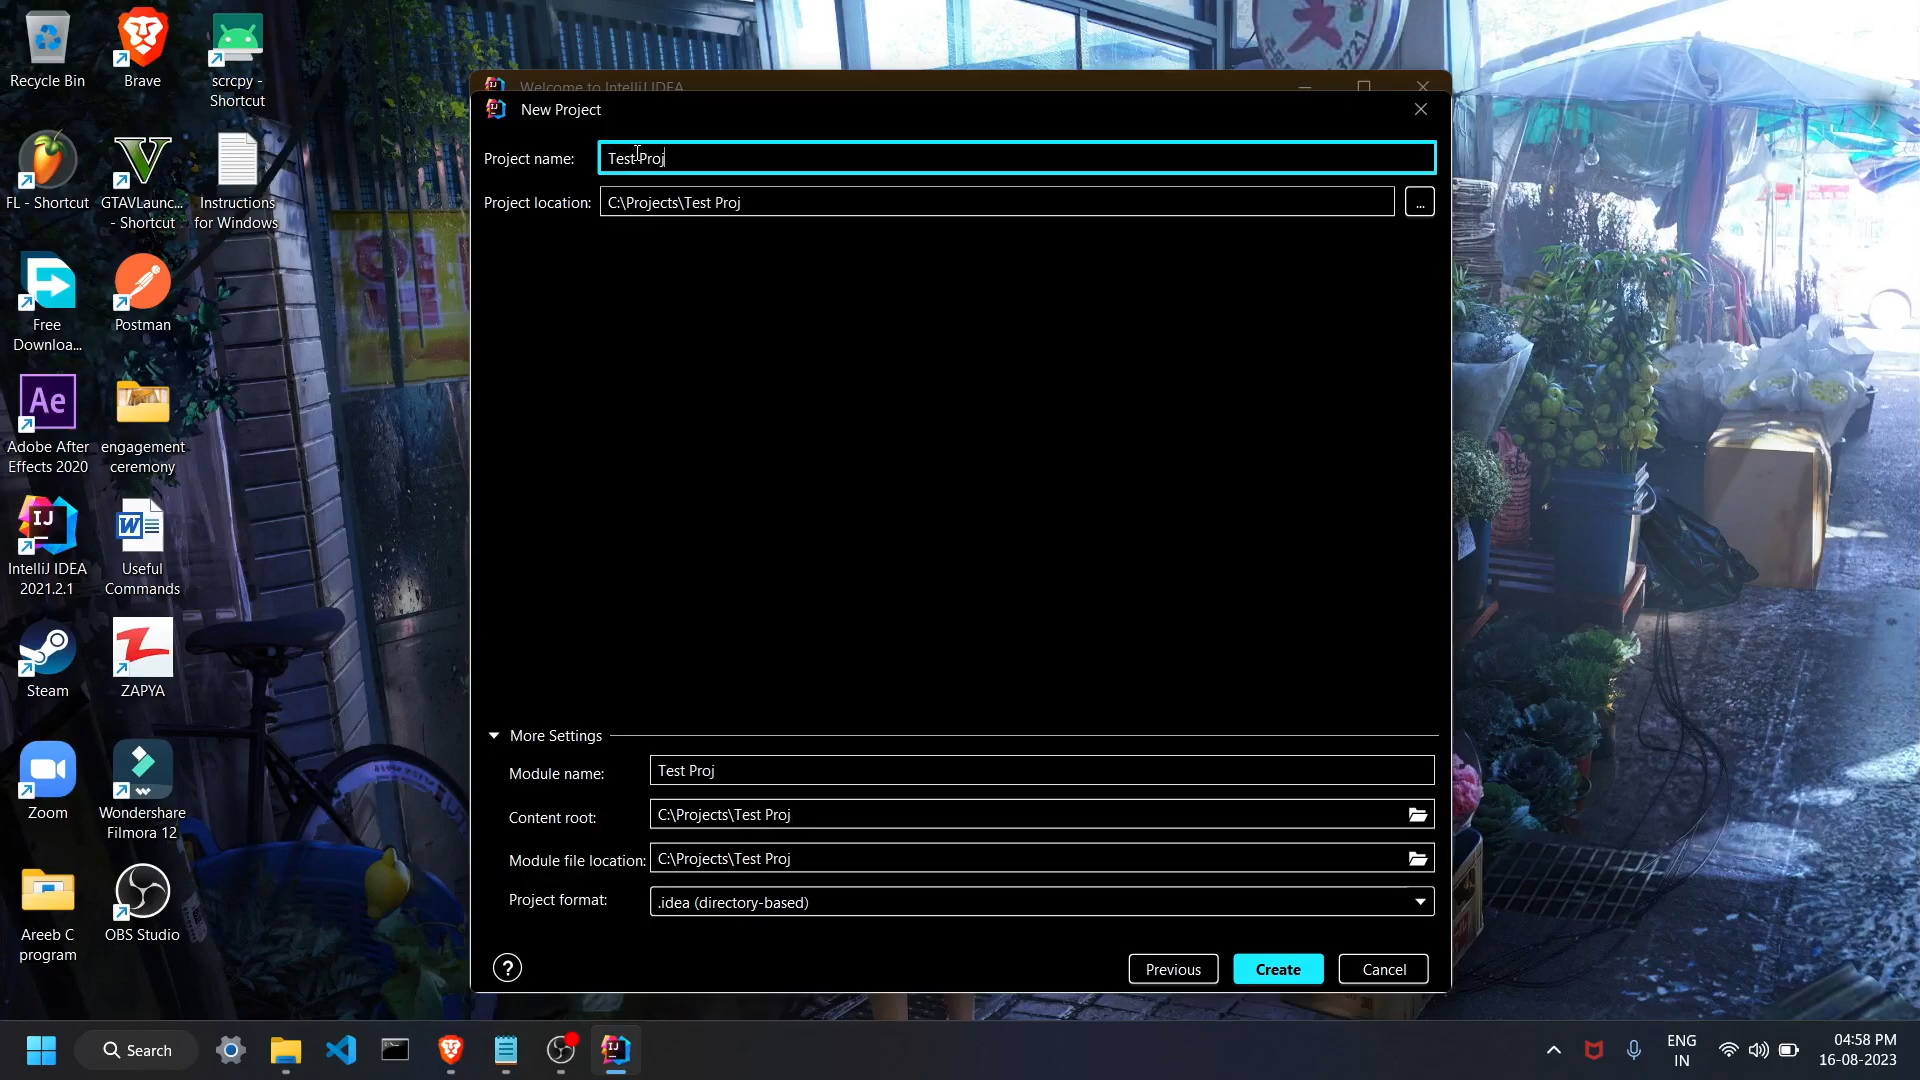 Recycle Bin
Brave
scrcpy -
Shortcut
FL - Shortcut
GTAVLaunc...
- Shortcut
Instructions
for Windows
Free
Downloa...
Postman
Ae
Adobe After
Effects 2020
engagement
ceremony
IJ
IntelliJ IDEA
2021.2.1
W
Useful
Commands
Steam
ZAPYA
Zoom
Wondershare
Filmora 12
Areeb C
program
OBS Studio
Welcome to IntelliJ IDEA
New Project
Project name:
Test Proj
Project location:
C:\Projects\Test Proj
...
More Settings
Module name:
Test Proj
Content root:
C:\Projects\Test Proj
Module file location:
C:\Projects\Test Proj
Project format:
.idea (directory-based)
?
Previous
Create
Cancel
Search
ENG
IN
04:58 PM
16-08-2023